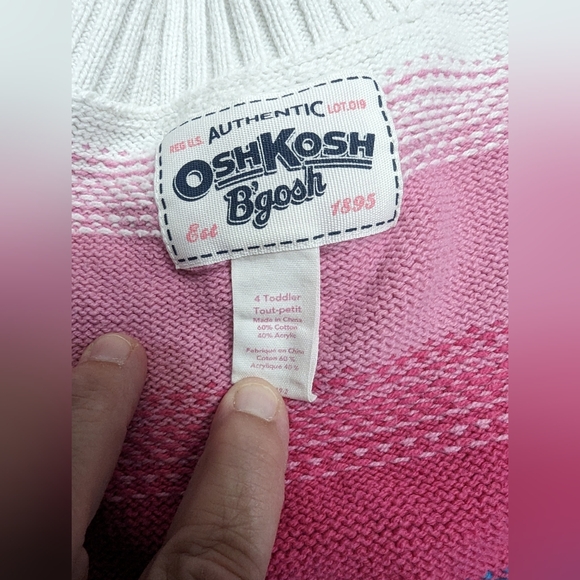 REG U.S. AUTHENTIC LOT.019
OSHKOSH
B'gosh
Est 1895
4 Toddler
Tout-petit
Made in China
60% Cotton
40% Acrylic
Fabriqué en Chine
Coton 60 %
Acrylique 40 %